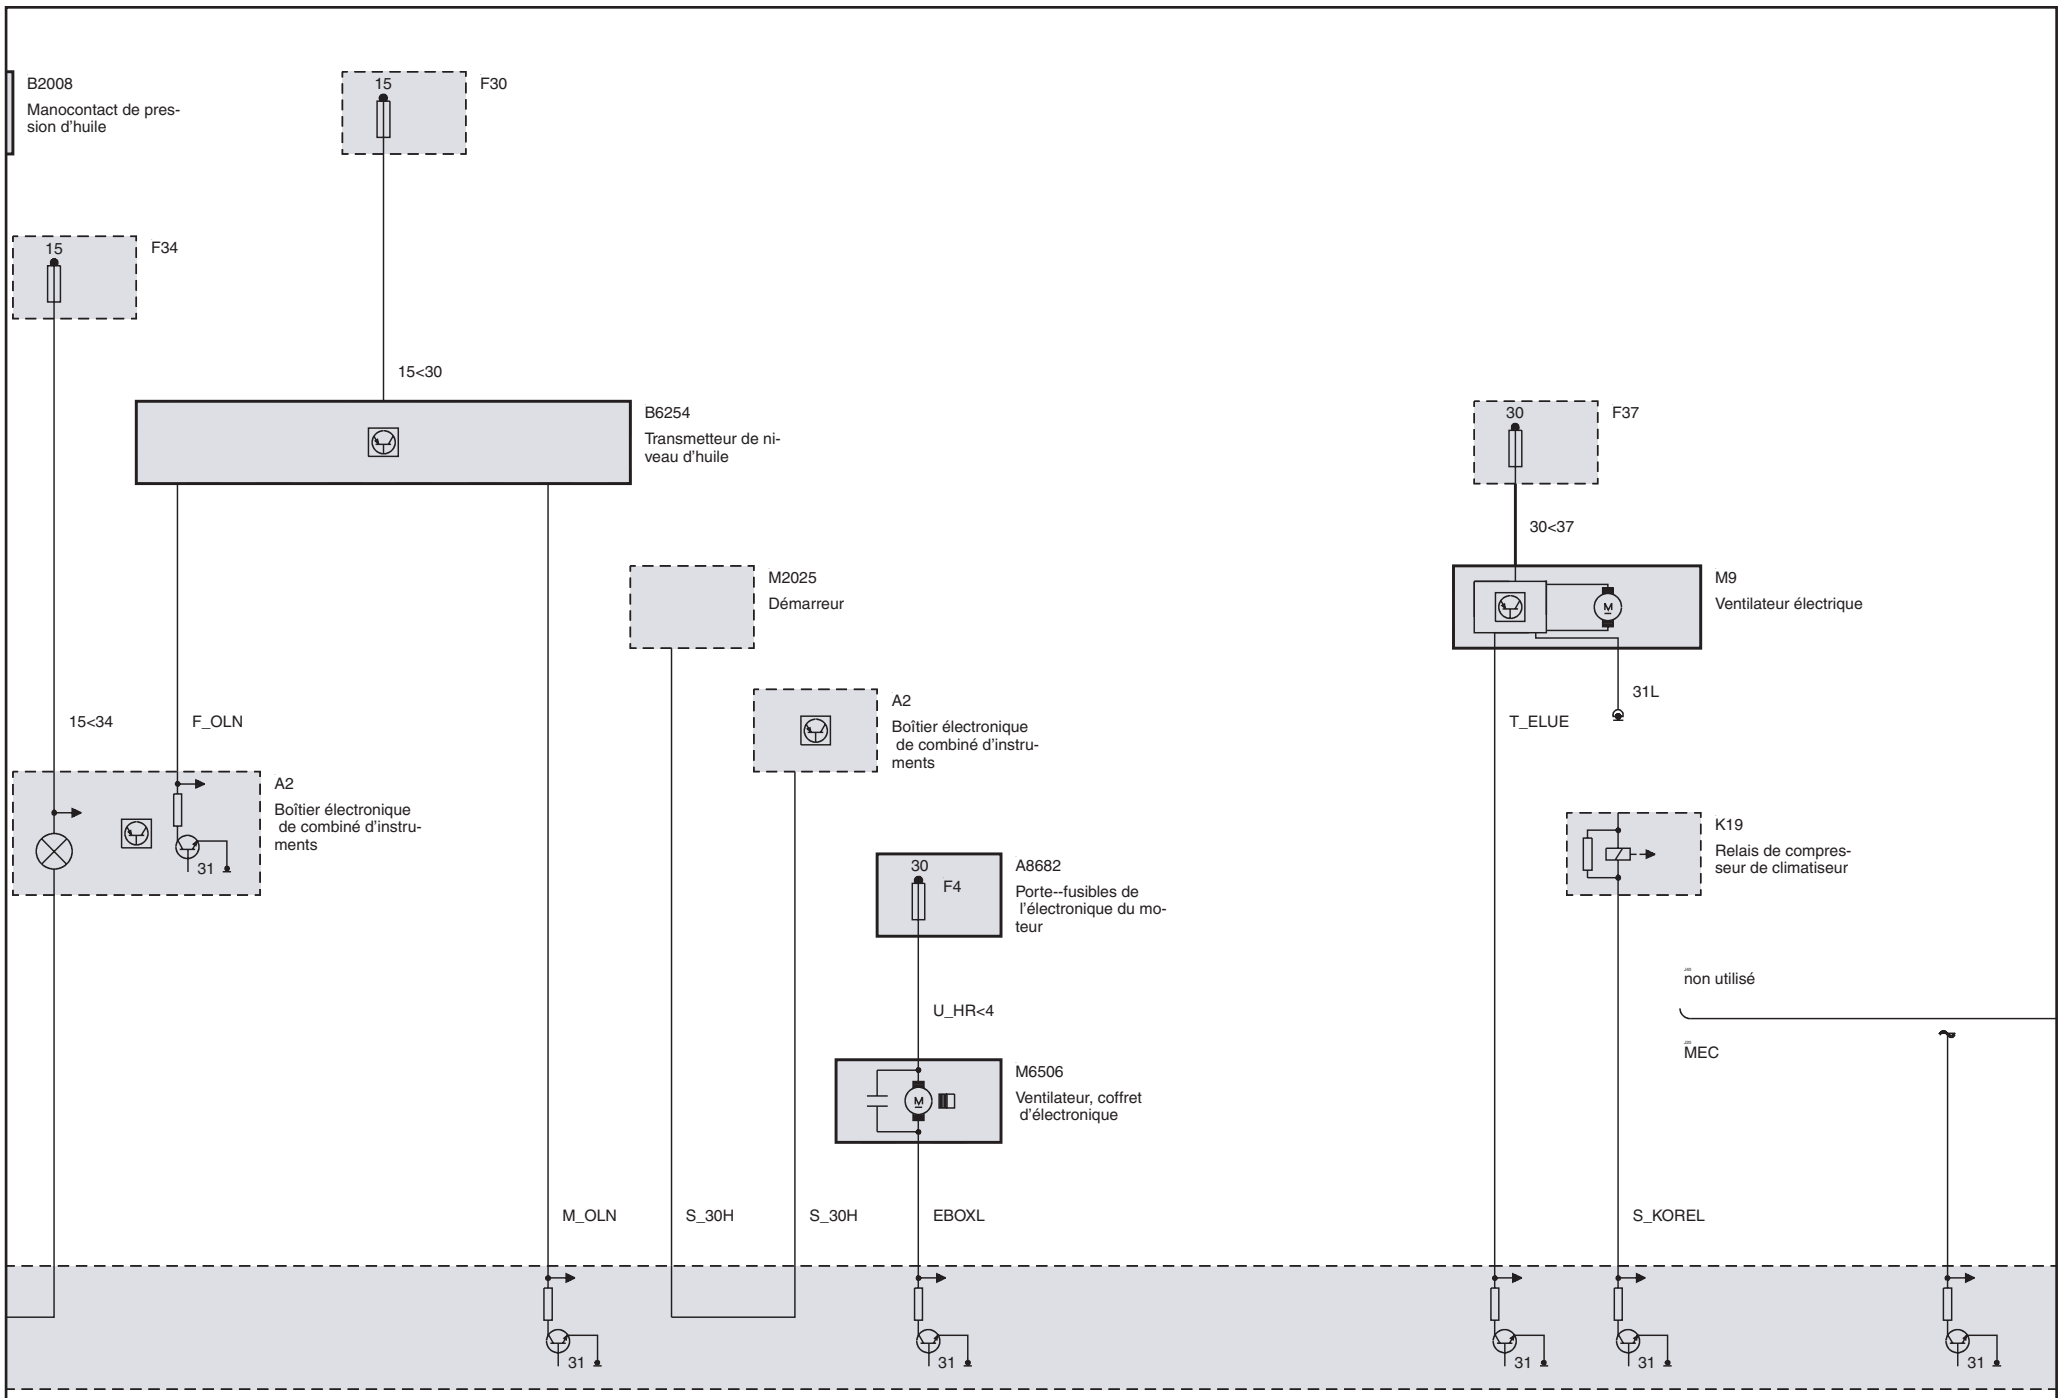 B2008
Manocontact de pres-
sion d'huile
15
F30
15
F34
15<30
B6254
Transmetteur de ni-
veau d'huile
30
F37
30<37
M2025
Démarreur
M9
M
Ventilateur électrique
A2
Boîtier électronique
de combiné d'instru-
ments
31L
15<34
F_OLN
T_ELUE
A2
Boîtier électronique
de combiné d'instru-
ments
31
K19
Relais de compres-
seur de climatiseur
30
F4
A8682
Porte--fusibles de
l'électronique du mo-
teur
non utilisé
U_HR<4
MEC
M6506
M
Ventilateur, coffret
d'électronique
M_OLN
S_30H
S_30H
EBOXL
S_KOREL
31
31
31
31
31